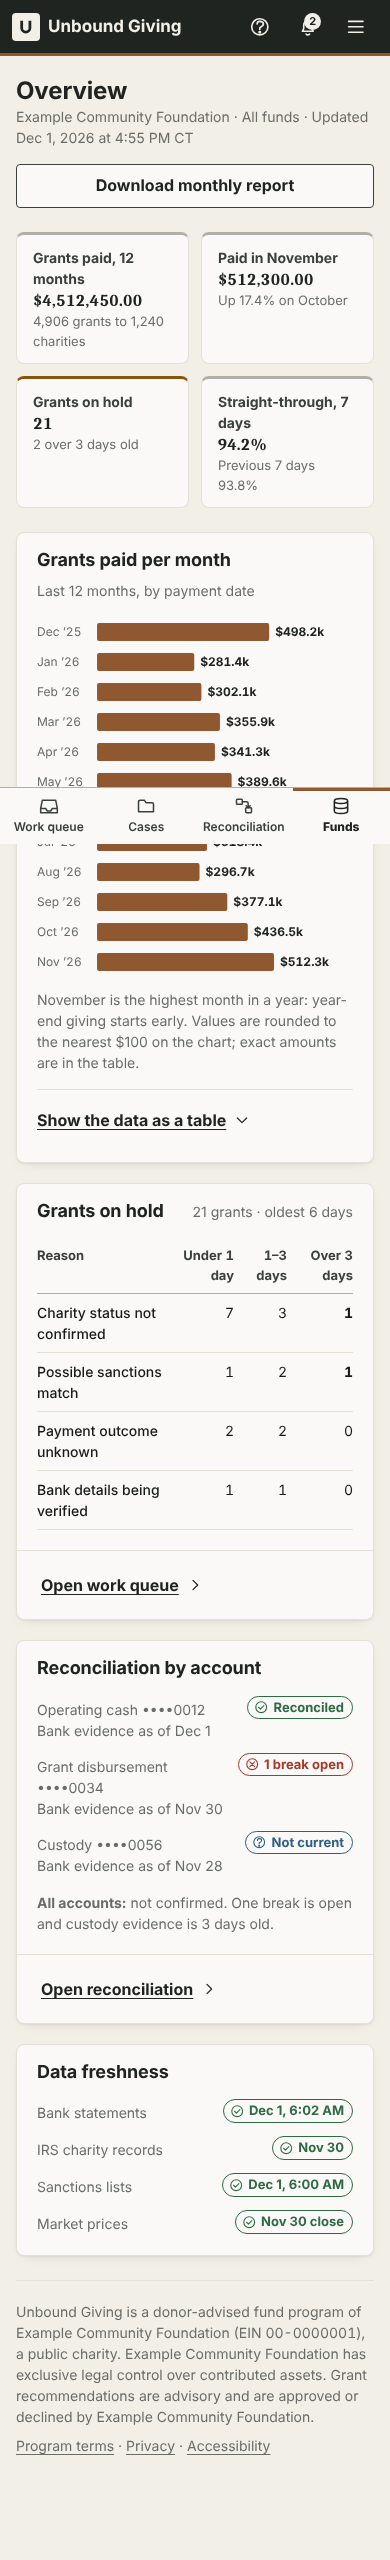 U Unbound Giving
2
Overview
Example Community Foundation · All funds · Updated
Dec 1, 2026 at 4:55 PM CT
Download monthly report
Grants paid, 12
months
$4,512,450.00
4,906 grants to 1,240
charities
Paid in November
$512,300.00
Up 17.4% on October
Grants on hold
21
2 over 3 days old
Straight-through, 7
days
94.2%
Previous 7 days
93.8%
Grants paid per month
Last 12 months, by payment date
Dec ’25 $498.2k
Jan ’26 $281.4k
Feb ’26 $302.1k
Mar ’26 $355.9k
Apr ’26 $341.3k
May ’26 $389.6k
Work queue
Cases
Reconciliation
Funds
Aug ’26 $296.7k
Sep ’26 $377.1k
Oct ’26 $436.5k
Nov ’26 $512.3k
November is the highest month in a year: year-
end giving starts early. Values are rounded to
the nearest $100 on the chart; exact amounts
are in the table.
Show the data as a table
Grants on hold 21 grants · oldest 6 days
Reason Under 1 1–3 Over 3
day days days
Charity status not 7 3 1
confirmed
Possible sanctions 1 2 1
match
Payment outcome 2 2 0
unknown
Bank details being 1 1 0
verified
Open work queue
Reconciliation by account
Operating cash ••••0012 Reconciled
Bank evidence as of Dec 1
Grant disbursement 1 break open
••••0034
Bank evidence as of Nov 30
Custody ••••0056 Not current
Bank evidence as of Nov 28
All accounts: not confirmed. One break is open
and custody evidence is 3 days old.
Open reconciliation
Data freshness
Bank statements Dec 1, 6:02 AM
IRS charity records Nov 30
Sanctions lists Dec 1, 6:00 AM
Market prices Nov 30 close
Unbound Giving is a donor-advised fund program of
Example Community Foundation (EIN 00-0000001),
a public charity. Example Community Foundation has
exclusive legal control over contributed assets. Grant
recommendations are advisory and are approved or
declined by Example Community Foundation.
Program terms · Privacy · Accessibility